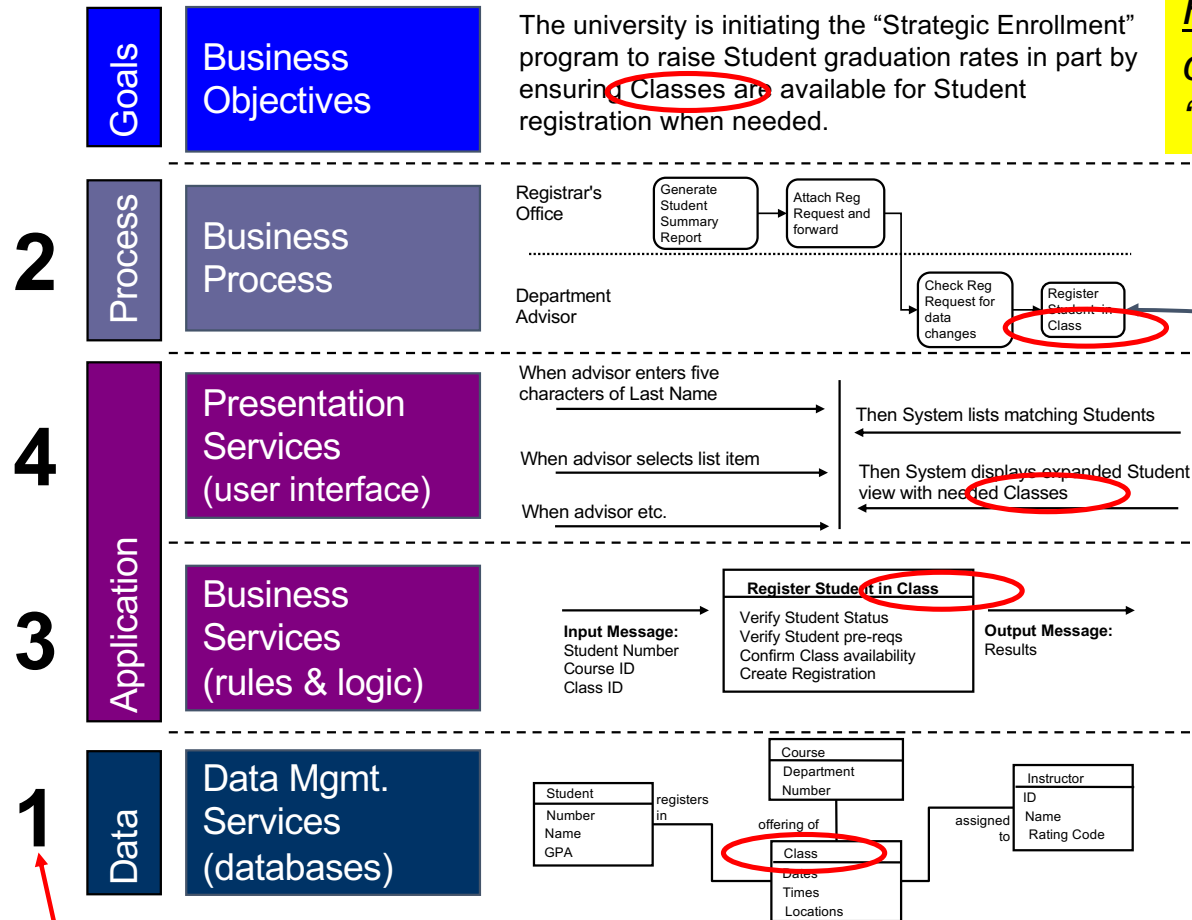 Goals
Business
Objectives
The university is initiating the “Strategic Enrollment”
program to raise Student graduation rates in part by
ensuring Classes are available for Student
registration when needed.
2
Process
Business
Process
Registrar's
Office
Generate
Student
Summary
Report
Attach Reg
Request and
forward
Department
Advisor
Check Reg
Request for
data
changes
Register
Student in
Class
Application
4
Presentation
Services
(user interface)
When advisor enters five
characters of Last Name
Then System lists matching Students
When advisor selects list item
Then System displays expanded Student
view with needed Classes
When advisor etc.
3
Business
Services
(rules & logic)
Input Message:
Student Number
Course ID
Class ID
Register Student in Class
Verify Student Status
Verify Student pre-reqs
Confirm Class availability
Create Registration
Output Message:
Results
1
Data
Data Mgmt.
Services
(databases)
Student
Number
Name
GPA
registers
in
Course
Department
Number
offering of
Class
Dates
Times
Locations
assigned
to
Instructor
ID
Name
Rating Code